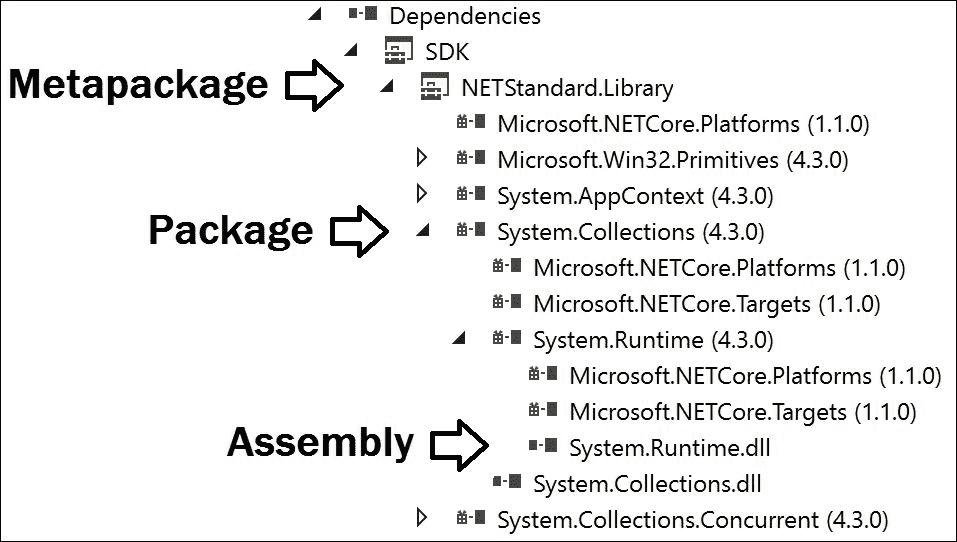 Dependencies
SDK
Metapackage NETStandard.Library
Microsoft.NETCore.Platforms (1.1.0)
Microsoft.Win32.Primitives (4.3.0)
System.AppContext (4.3.0)
Package System.Collections (4.3.0)
Microsoft.NETCore.Platforms (1.1.0)
Microsoft.NETCore.Targets (1.1.0)
System.Runtime (4.3.0)
Microsoft.NETCore.Platforms (1.1.0)
Microsoft.NETCore.Targets (1.1.0)
Assembly System.Runtime.dll
System.Collections.dll
System.Collections.Concurrent (4.3.0)